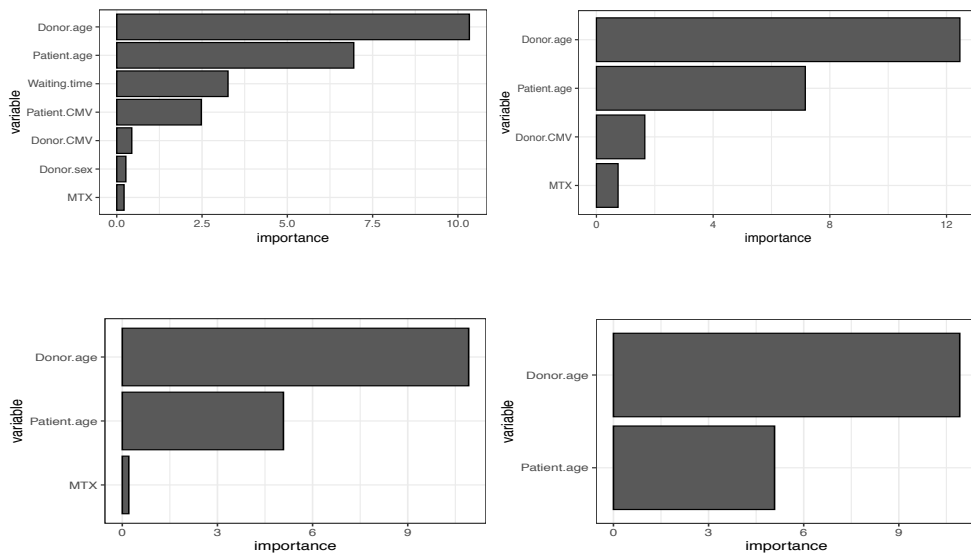 Donor.age
Patient.age
Waiting.time
Patient.CMV
Donor.CMV
Donor.sex
MTX
variable
0.0 2.5 5.0 7.5 10.0
importance
Donor.age
Patient.age
Donor.CMV
MTX
variable
0 4 8 12
importance
Donor.age
Patient.age
MTX
variable
0 3 6 9
importance
Donor.age
Patient.age
variable
0 3 6 9
importance